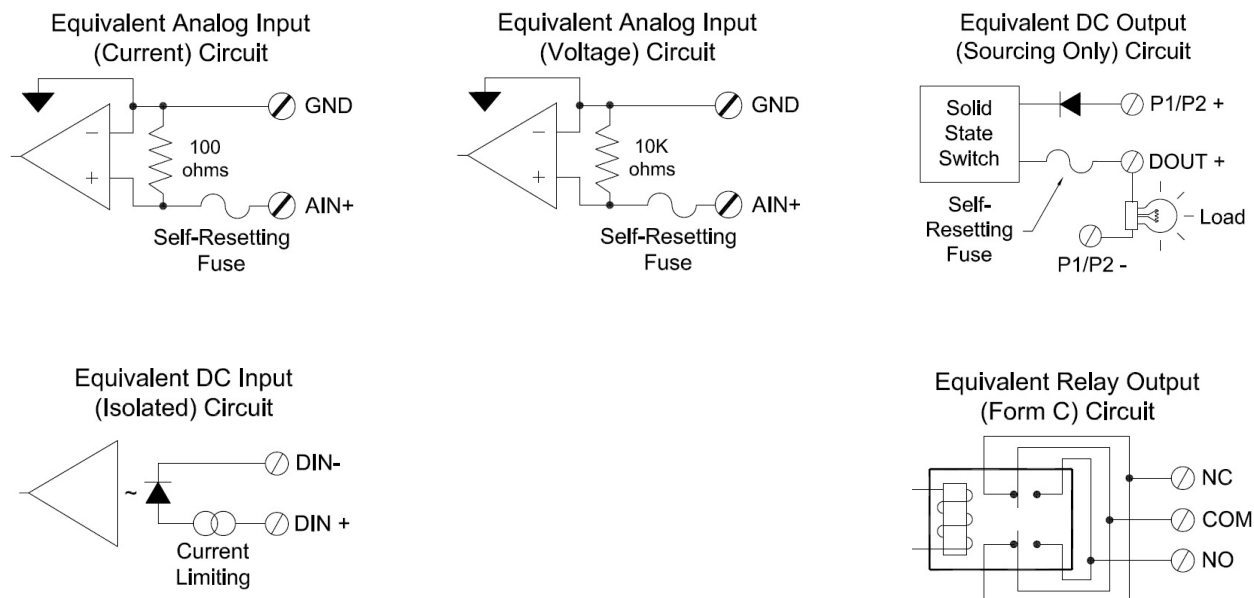 Equivalent Analog Input
(Current) Circuit
GND
100
ohms
−
+
AIN+
Self-Resetting
Fuse
Equivalent Analog Input
(Voltage) Circuit
GND
10K
ohms
−
+
AIN+
Self-Resetting
Fuse
Equivalent DC Output
(Sourcing Only) Circuit
Solid
State
Switch
P1/P2 +
DOUT +
Self-
Resetting
Fuse
Load
P1/P2 -
Equivalent DC Input
(Isolated) Circuit
DIN-
~
DIN +
Current
Limiting
Equivalent Relay Output
(Form C) Circuit
NC
COM
NO